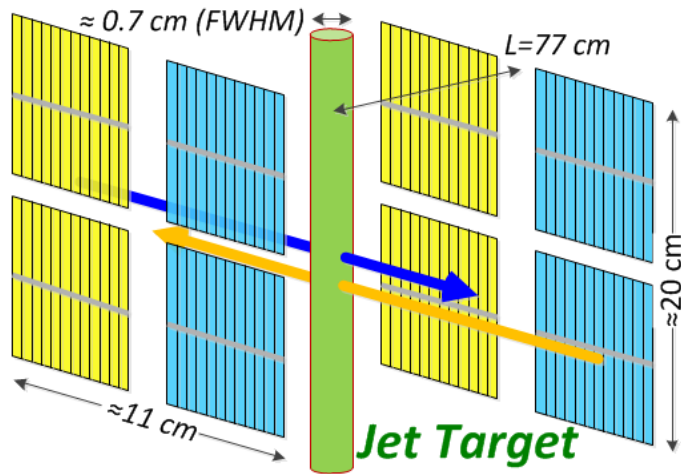 ≈ 0.7 cm (FWHM)
L=77 cm
≈20 cm
≈11 cm
Jet Target